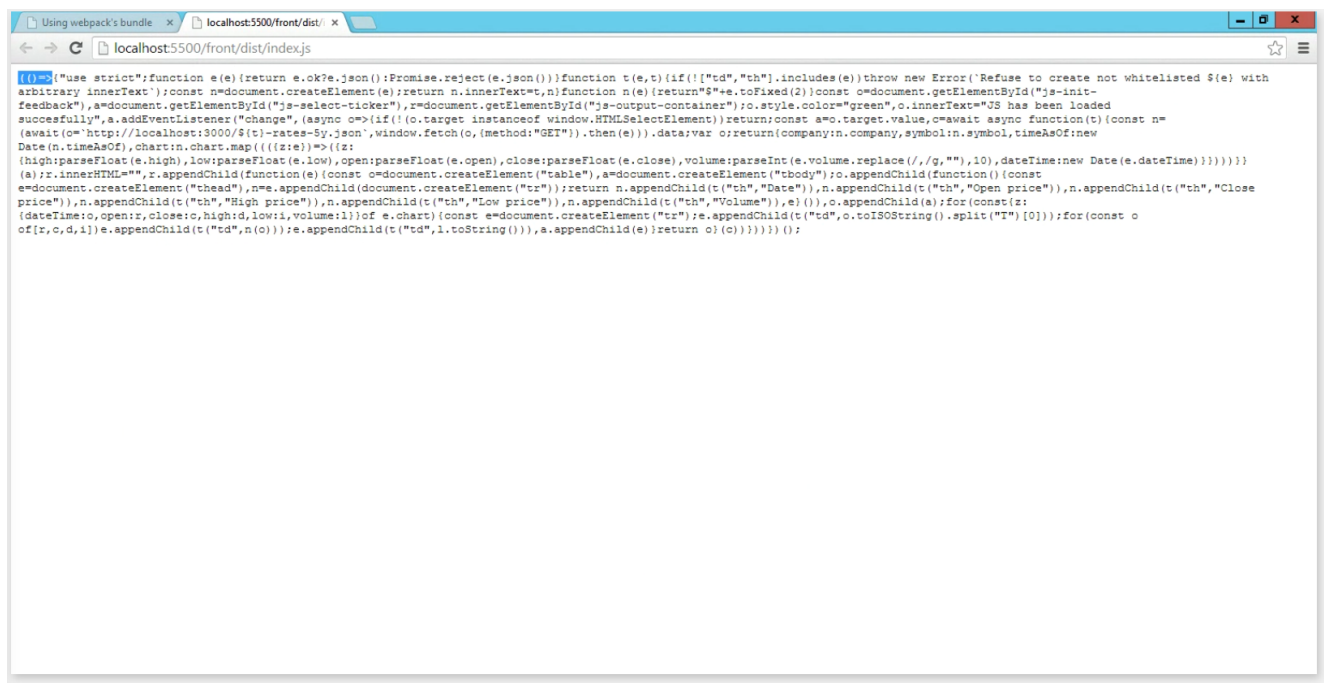 Using webpack's bundle
localhost:5500/front/dist/i
localhost:5500/front/dist/index.js
(()=>{"use strict";function e(e){return e.ok?e.json():Promise.reject(e.json())}function t(e,t){if(!["td","th"].includes(e))throw new Error(`Refuse to create not whitelisted ${e} with
arbitrary innerText`);const n=document.createElement(e);return n.innerText=t,n}function n(e){return"$"+e.toFixed(2)}const o=document.getElementById("js-init-
feedback"),a=document.getElementById("js-select-ticker"),r=document.getElementById("js-output-container");o.style.color="green",o.innerText="JS has been loaded
succesfully",a.addEventListener("change",(async o=>{if(!(o.target instanceof window.HTMLSelectElement))return;const a=o.target.value,c=await async function(t){const n=
(await(o=`http://localhost:3000/${t}-rates-5y.json`,window.fetch(o,{method:"GET"}).then(e))).data;var o;return{company:n.company,symbol:n.symbol,timeAsOf:new
Date(n.timeAsOf),chart:n.chart.map((({z:e})=>({z:
{high:parseFloat(e.high),low:parseFloat(e.low),open:parseFloat(e.open),close:parseFloat(e.close),volume:parseInt(e.volume.replace(/,/g,""),10),dateTime:new Date(e.dateTime)}})))}}
(a);r.innerHTML="",r.appendChild(function(e){const o=document.createElement("table"),a=document.createElement("tbody");o.appendChild(function(){const
e=document.createElement("thead"),n=e.appendChild(document.createElement("tr"));return n.appendChild(t("th","Date")),n.appendChild(t("th","Open price")),n.appendChild(t("th","Close
price")),n.appendChild(t("th","High price")),n.appendChild(t("th","Low price")),n.appendChild(t("th","Volume")),e}()),o.appendChild(a);for(const{z:
{dateTime:o,open:r,close:c,high:d,low:i,volume:l}}of e.chart){const e=document.createElement("tr");e.appendChild(t("td",o.toISOString().split("T")[0]));for(const o
of[r,c,d,i])e.appendChild(t("td",n(o)));e.appendChild(t("td",l.toString())),a.appendChild(e)}return o}(c))}))})();